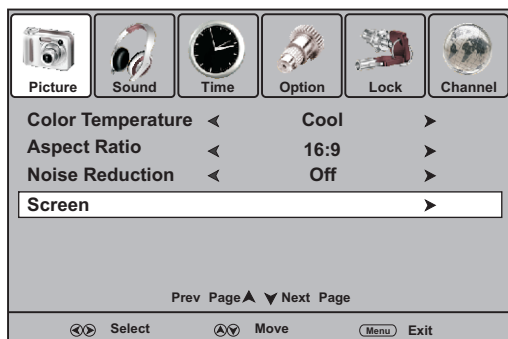 Picture Sound Time Option Lock Channel
Color Temperature Cool
Aspect Ratio 16:9
Noise Reduction Off
Screen
Prev Page Next Page
Select Move Menu Exit